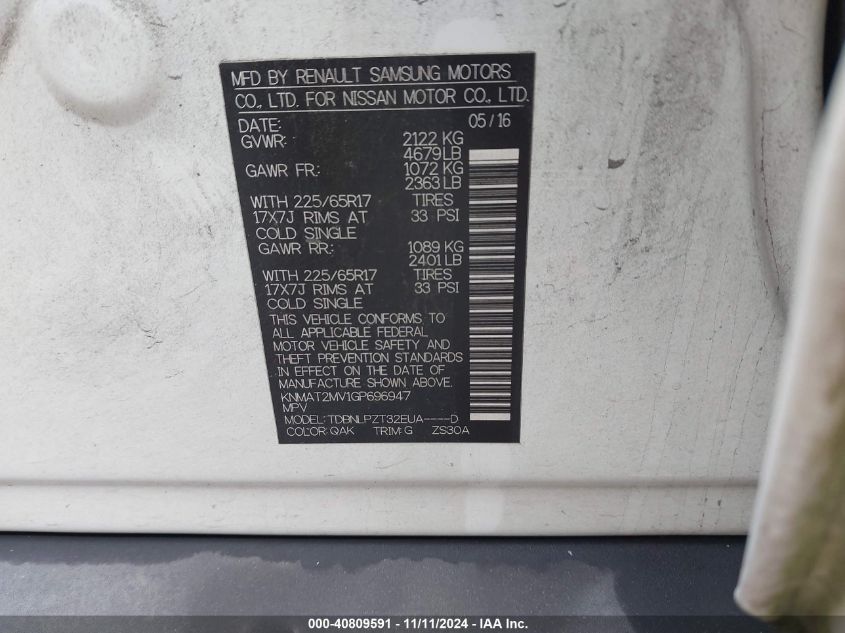 MFD BY RENAULT SAMSUNG MOTORS
CO., LTD. FOR NISSAN MOTOR CO., LTD.
DATE: 05/16
GVWR: 2122 KG
4679LB
GAWR FR: 1072 KG
2363 LB
WITH 225/65R17 TIRES
17X7J RIMS AT 33 PSI
COLD SINGLE
GAWR RR: 1089 KG
2401LB
WITH 225/65R17 TIRES
17X7J RIMS AT 33 PSI
COLD SINGLE
THIS VEHICLE CONFORMS TO
ALL APPLICABLE FEDERAL
MOTOR VEHICLE SAFETY AND
THEFT PREVENTION STANDARDS
IN EFFECT ON THE DATE OF
MANUFACTURE SHOWN ABOVE.
KNMAT2MV1GP696947
MPV
MODEL: TDBNLPZT32EUA----D
COLOR: QAK TRIM: G ZS30A
000-40809591 - 11/11/2024 - IAA Inc.